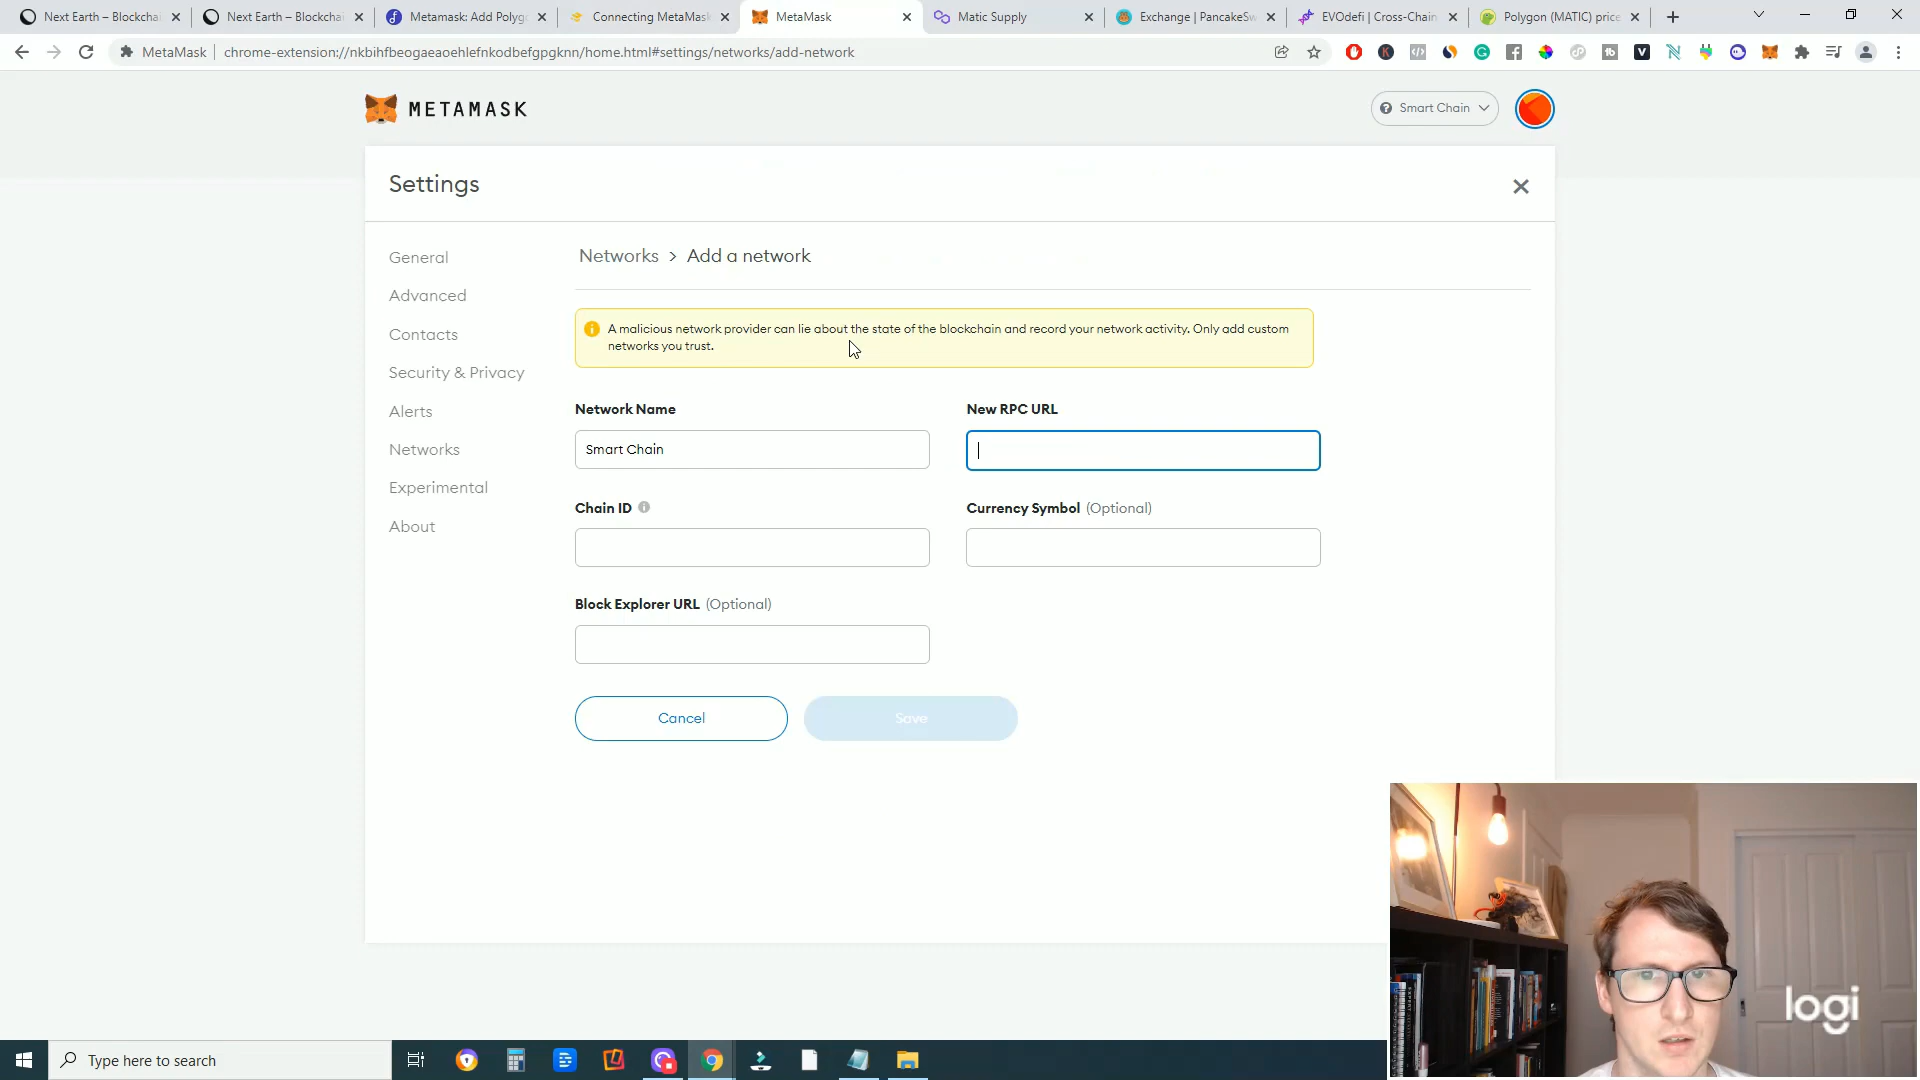 Next Earth – Blockchai
Next Earth – Blockchai
Metamask: Add Polyg
Connecting MetaMask
MetaMask
Matic Supply
Exchange | PancakeSw
EVOdefi | Cross-Chain
Polygon (MATIC) price
MetaMask
chrome-extension://nkbihfbeogaeaoehlefnkodbefgpgknn/home.html#settings/networks/add-network
METAMASK
Smart Chain
Settings
General
Advanced
Contacts
Security & Privacy
Alerts
Networks
Experimental
About
Networks > Add a network
A malicious network provider can lie about the state of the blockchain and record your network activity. Only add custom
networks you trust.
Network Name
Smart Chain
New RPC URL
Chain ID
Currency Symbol (Optional)
Block Explorer URL (Optional)
Cancel
Save
logi
Type here to search